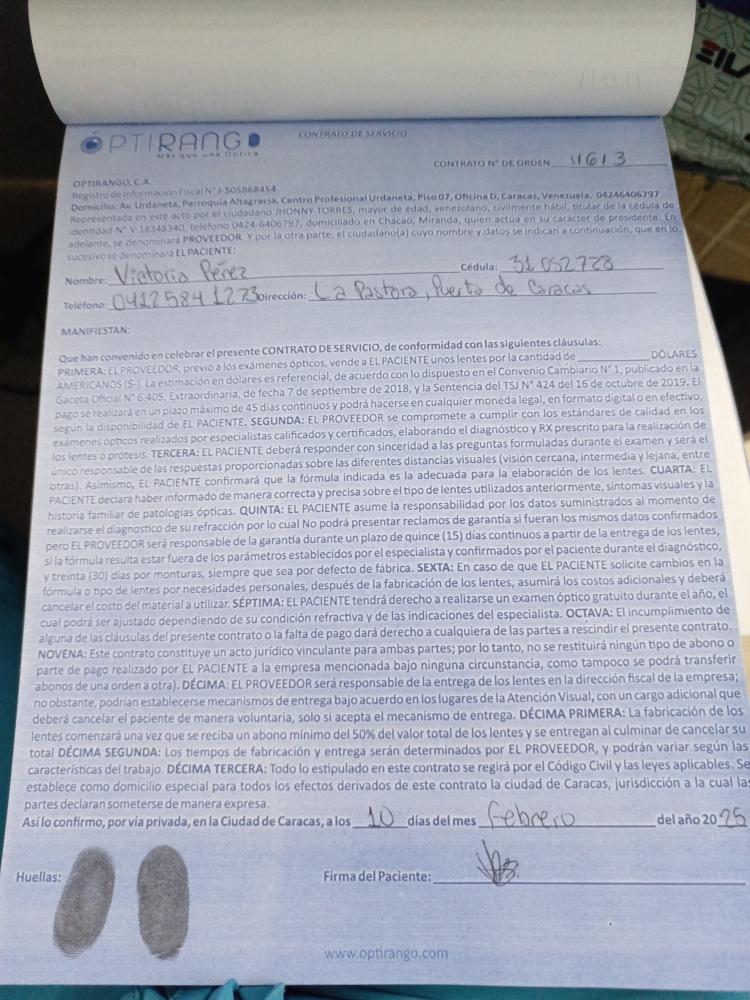 ÓPTIRANGO
Más que una Óptica
CONTRATO DE SERVICIO
CONTRATO N° DE ORDEN 11613
OPTIRANGO, C.A.
Registro de Información Fiscal N° J-505868454
Domicilio: Av. Urdaneta, Parroquia Altagracia, Centro Profesional Urdaneta, Piso 07, Oficina D, Caracas, Venezuela. 04246406797
Representada en este acto por el ciudadano JHONNY TORRES, mayor de edad, venezolano, civilmente hábil, titular de la cédula de
Identidad N° V-18348340, teléfono 0424-6406797, domiciliado en Chacao, Miranda, quien actúa en su carácter de presidente. En
adelante, se denominará PROVEEDOR. Y por la otra parte, el ciudadano(a) cuyo nombre y datos se indican a continuación, que en lo
sucesivo se denominará EL PACIENTE:
Nombre: Victoria Pérez Cédula: 31 052728
Teléfono: 0412584 1273 Dirección: La Pastora, Puerta de Caracas
MANIFIESTAN:
Que han convenido en celebrar el presente CONTRATO DE SERVICIO, de conformidad con las siguientes cláusulas:
PRIMERA: EL PROVEEDOR, previo a los exámenes ópticos, vende a EL PACIENTE unos lentes por la cantidad de ____________ DÓLARES
AMERICANOS (S-). La estimación en dólares es referencial, de acuerdo con lo dispuesto en el Convenio Cambiario N° 1, publicado en la
Gaceta Oficial N° 6.405, Extraordinaria, de fecha 7 de septiembre de 2018, y la Sentencia del TSJ N° 424 del 16 de octubre de 2019. El
pago se realizará en un plazo máximo de 45 días continuos y podrá hacerse en cualquier moneda legal, en formato digital o en efectivo,
según la disponibilidad de EL PACIENTE. SEGUNDA: EL PROVEEDOR se compromete a cumplir con los estándares de calidad en los
exámenes ópticos realizados por especialistas calificados y certificados, elaborando el diagnóstico y RX prescrito para la realización de
los lentes o prótesis. TERCERA: EL PACIENTE deberá responder con sinceridad a las preguntas formuladas durante el examen y será el
único responsable de las respuestas proporcionadas sobre las diferentes distancias visuales (visión cercana, intermedia y lejana, entre
otras). Asimismo, EL PACIENTE confirmará que la fórmula indicada es la adecuada para la elaboración de los lentes. CUARTA: EL
PACIENTE declara haber informado de manera correcta y precisa sobre el tipo de lentes utilizados anteriormente, síntomas visuales y la
historia familiar de patologías ópticas. QUINTA: EL PACIENTE asume la responsabilidad por los datos suministrados al momento de
realizarse el diagnostico de su refracción por lo cual No podrá presentar reclamos de garantía si fueran los mismos datos confirmados
pero EL PROVEEDOR será responsable de la garantía durante un plazo de quince (15) días continuos a partir de la entrega de los lentes,
si la fórmula resulta estar fuera de los parámetros establecidos por el especialista y confirmados por el paciente durante el diagnóstico,
y treinta (30) días por monturas, siempre que sea por defecto de fábrica. SEXTA: En caso de que EL PACIENTE solicite cambios en la
fórmula o tipo de lentes por necesidades personales, después de la fabricación de los lentes, asumirá los costos adicionales y deberá
cancelar el costo del material a utilizar. SÉPTIMA: EL PACIENTE tendrá derecho a realizarse un examen óptico gratuito durante el año, el
cual podrá ser ajustado dependiendo de su condición refractiva y de las indicaciones del especialista. OCTAVA: El incumplimiento de
alguna de las cláusulas del presente contrato o la falta de pago dará derecho a cualquiera de las partes a rescindir el presente contrato.
NOVENA: Este contrato constituye un acto jurídico vinculante para ambas partes; por lo tanto, no se restituirá ningún tipo de abono o
parte de pago realizado por EL PACIENTE a la empresa mencionada bajo ninguna circunstancia, como tampoco se podrá transferir
abonos de una orden a otra). DÉCIMA: EL PROVEEDOR será responsable de la entrega de los lentes en la dirección fiscal de la empresa;
no obstante, podrían establecerse mecanismos de entrega bajo acuerdo en los lugares de la Atención Visual, con un cargo adicional que
deberá cancelar el paciente de manera voluntaria, solo si acepta el mecanismo de entrega. DÉCIMA PRIMERA: La fabricación de los
lentes comenzará una vez que se reciba un abono mínimo del 50% del valor total de los lentes y se entregan al culminar de cancelar su
total DÉCIMA SEGUNDA: Los tiempos de fabricación y entrega serán determinados por EL PROVEEDOR, y podrán variar según las
características del trabajo. DÉCIMA TERCERA: Todo lo estipulado en este contrato se regirá por el Código Civil y las leyes aplicables. Se
establece como domicilio especial para todos los efectos derivados de este contrato la ciudad de Caracas, jurisdicción a la cual las
partes declaran someterse de manera expresa.
Así lo confirmo, por vía privada, en la Ciudad de Caracas, a los 10 días del mes febrero del año 2025
Huellas: Firma del Paciente:
www.optirango.com
FILA